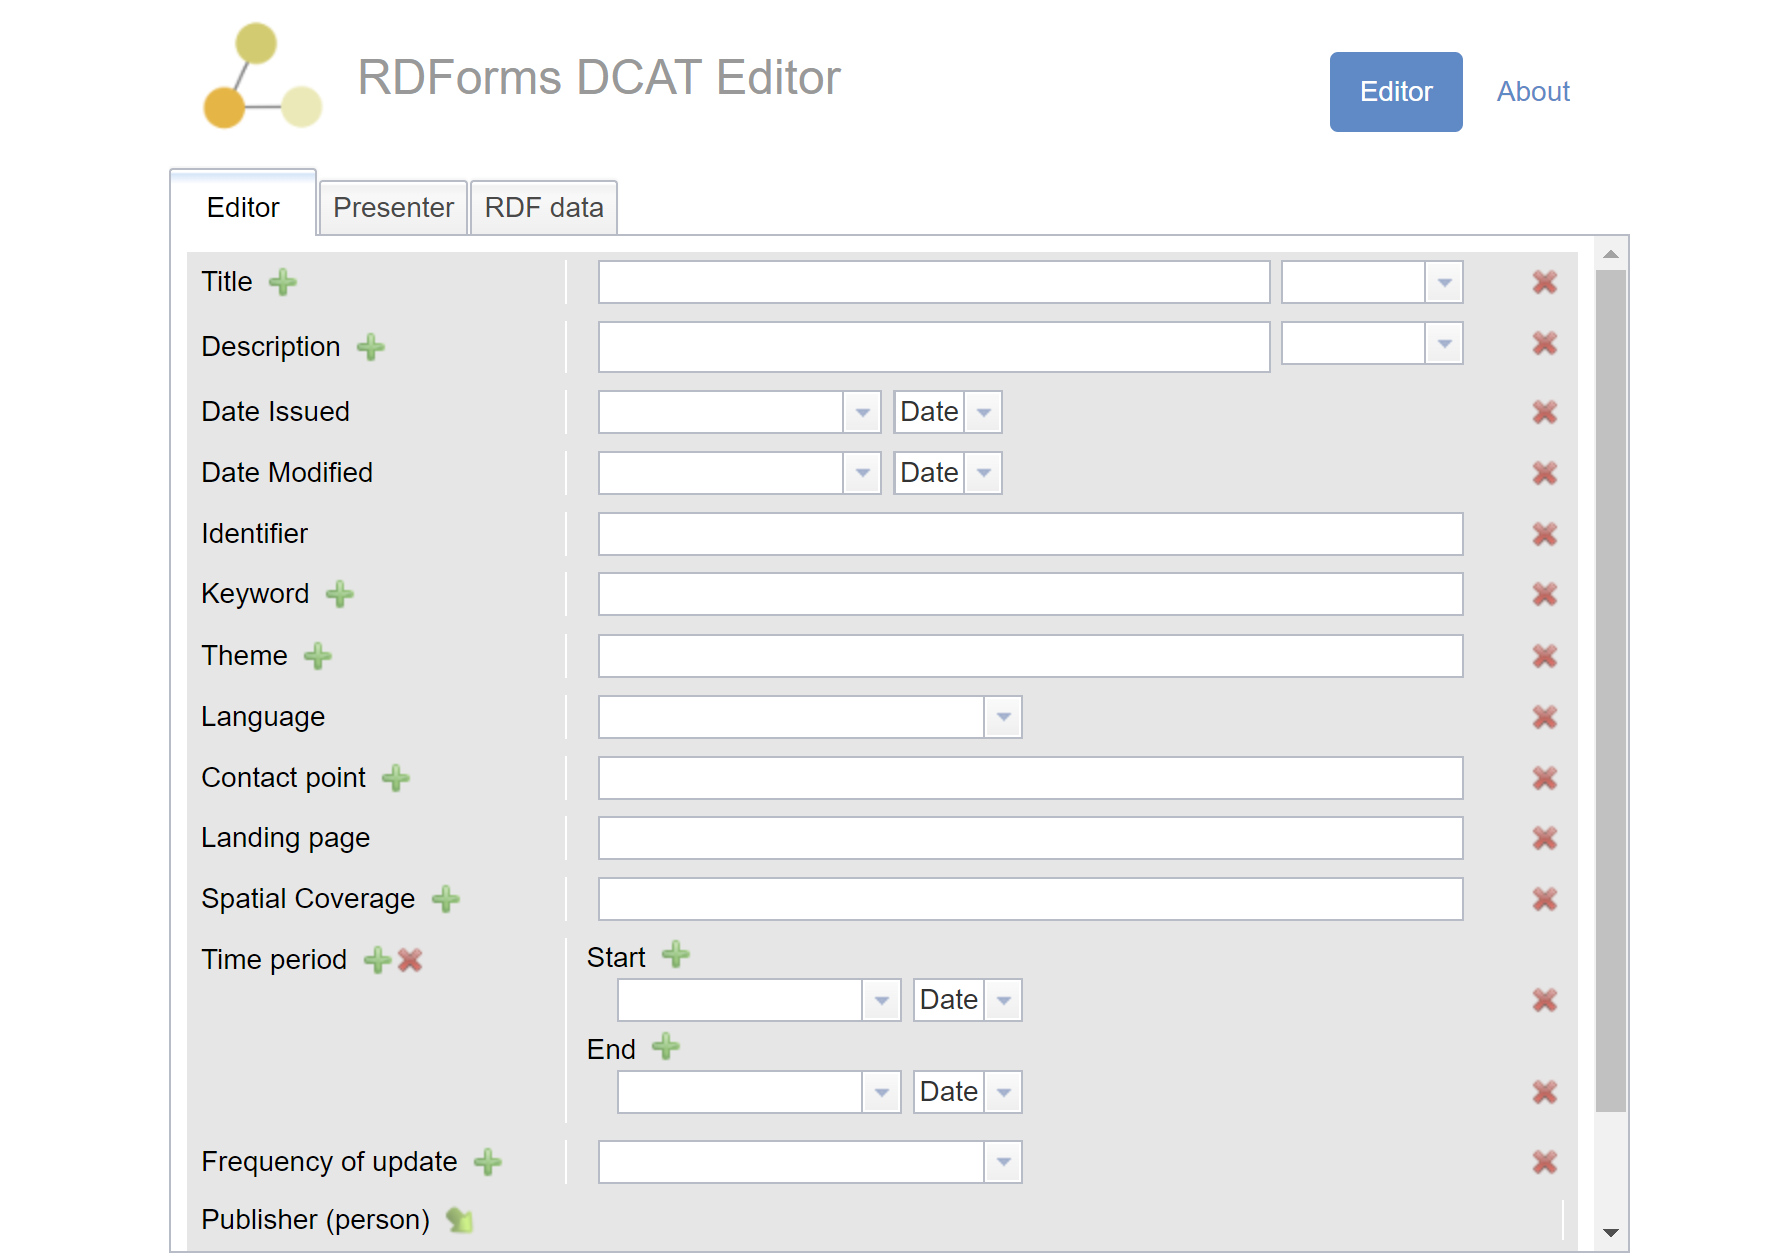 RDForms DCAT Editor
Editor About
Editor Presenter RDF data
Title
Description
Date Issued Date
Date Modified Date
Identifier
Keyword
Theme
Language
Contact point
Landing page
Spatial Coverage
Time period Start
Date
End
Date
Frequency of update
Publisher (person)